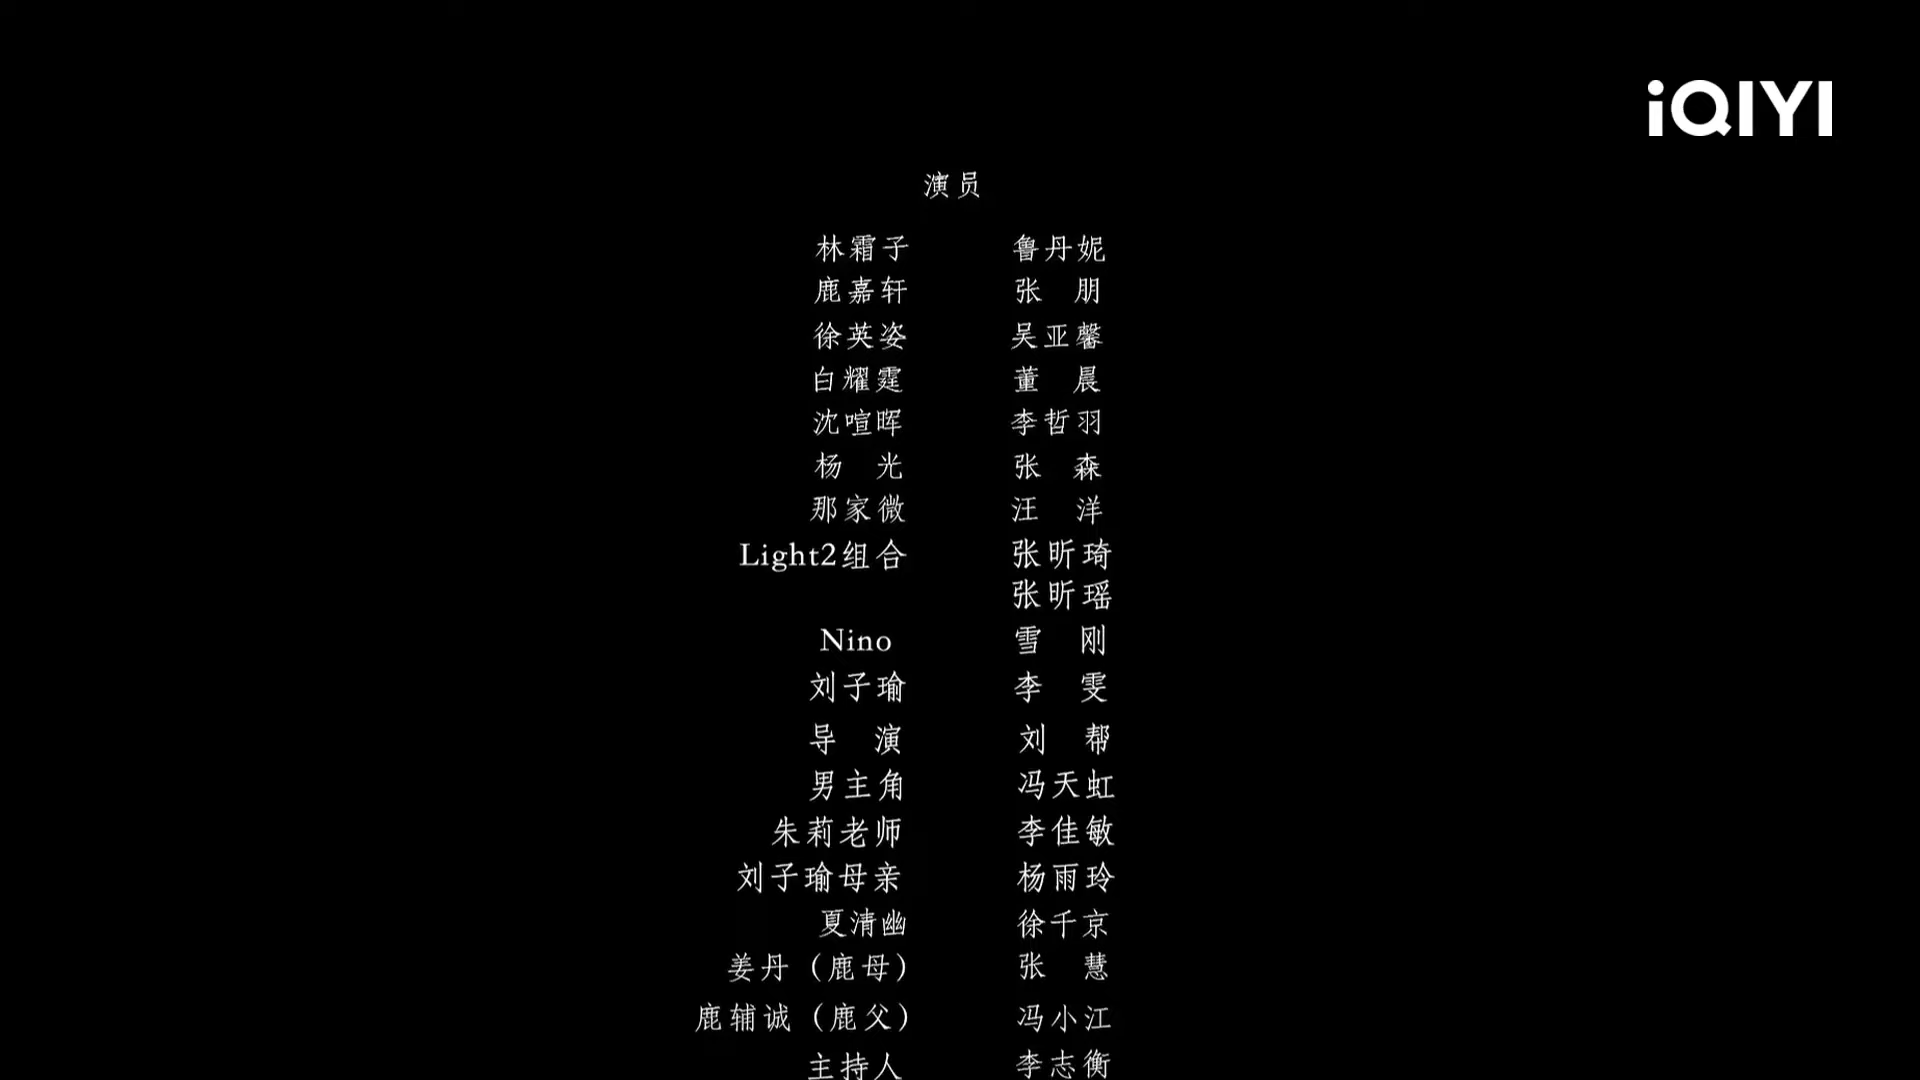 iQIYI
演员
林霜子 鲁丹妮
鹿嘉轩 张 朋
徐英姿 吴亚馨
白耀霆 董 晨
沈喧晖 李哲羽
杨 光 张 森
那家微 汪 洋
Light2组合 张昕琦
张昕瑶
Nino 雪 刚
刘子瑜 李 雯
导 演 刘 帮
男主角 冯天虹
朱莉老师 李佳敏
刘子瑜母亲 杨雨玲
夏清幽 徐千京
姜丹（鹿母） 张 慧
鹿辅诚（鹿父） 冯小江
主持人 李志衡